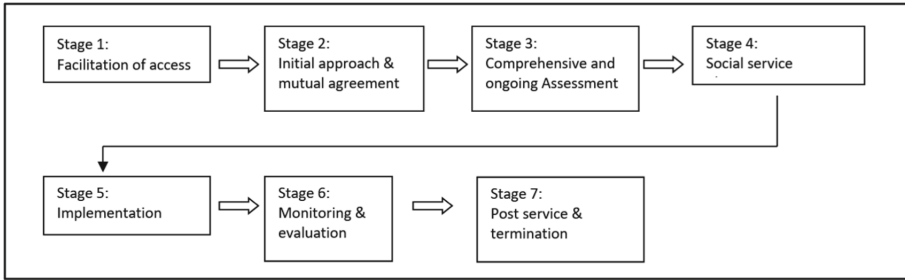 Stage 1:
Facilitation of access
Stage 2:
Initial approach &
mutual agreement
Stage 3:
Comprehensive and
ongoing Assessment
Stage 4:
Social service
Stage 5:
Implementation
Stage 6:
Monitoring &
evaluation
Stage 7:
Post service &
termination